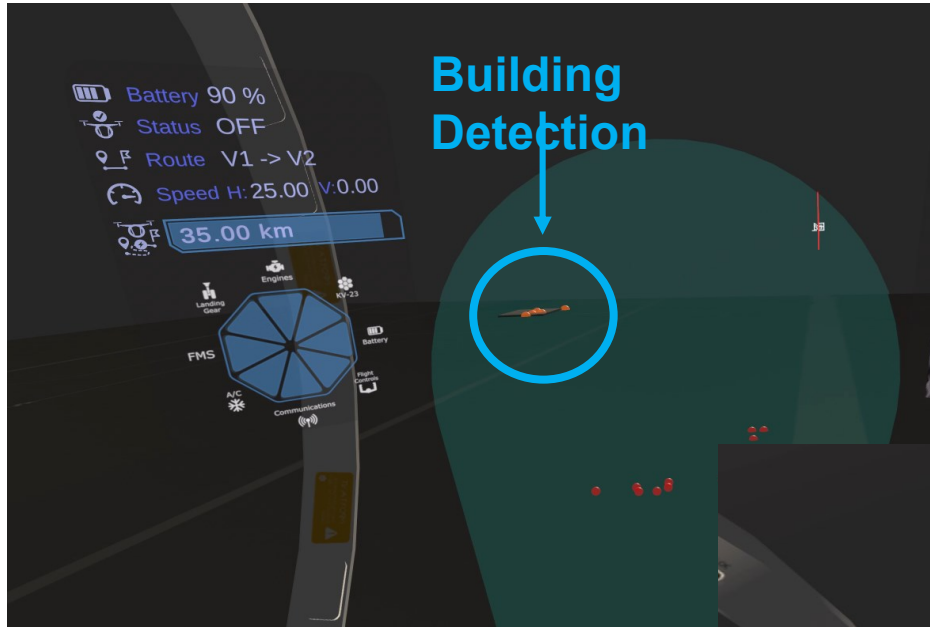 Building
Detection
Battery 90 %
Status OFF
Route V1 -> V2
Speed H: 25.00 V: 0.00
35.00 km
Engines
Landing
Gear
KV-23
Battery
FMS
Flight
Controls
A/C
Communications